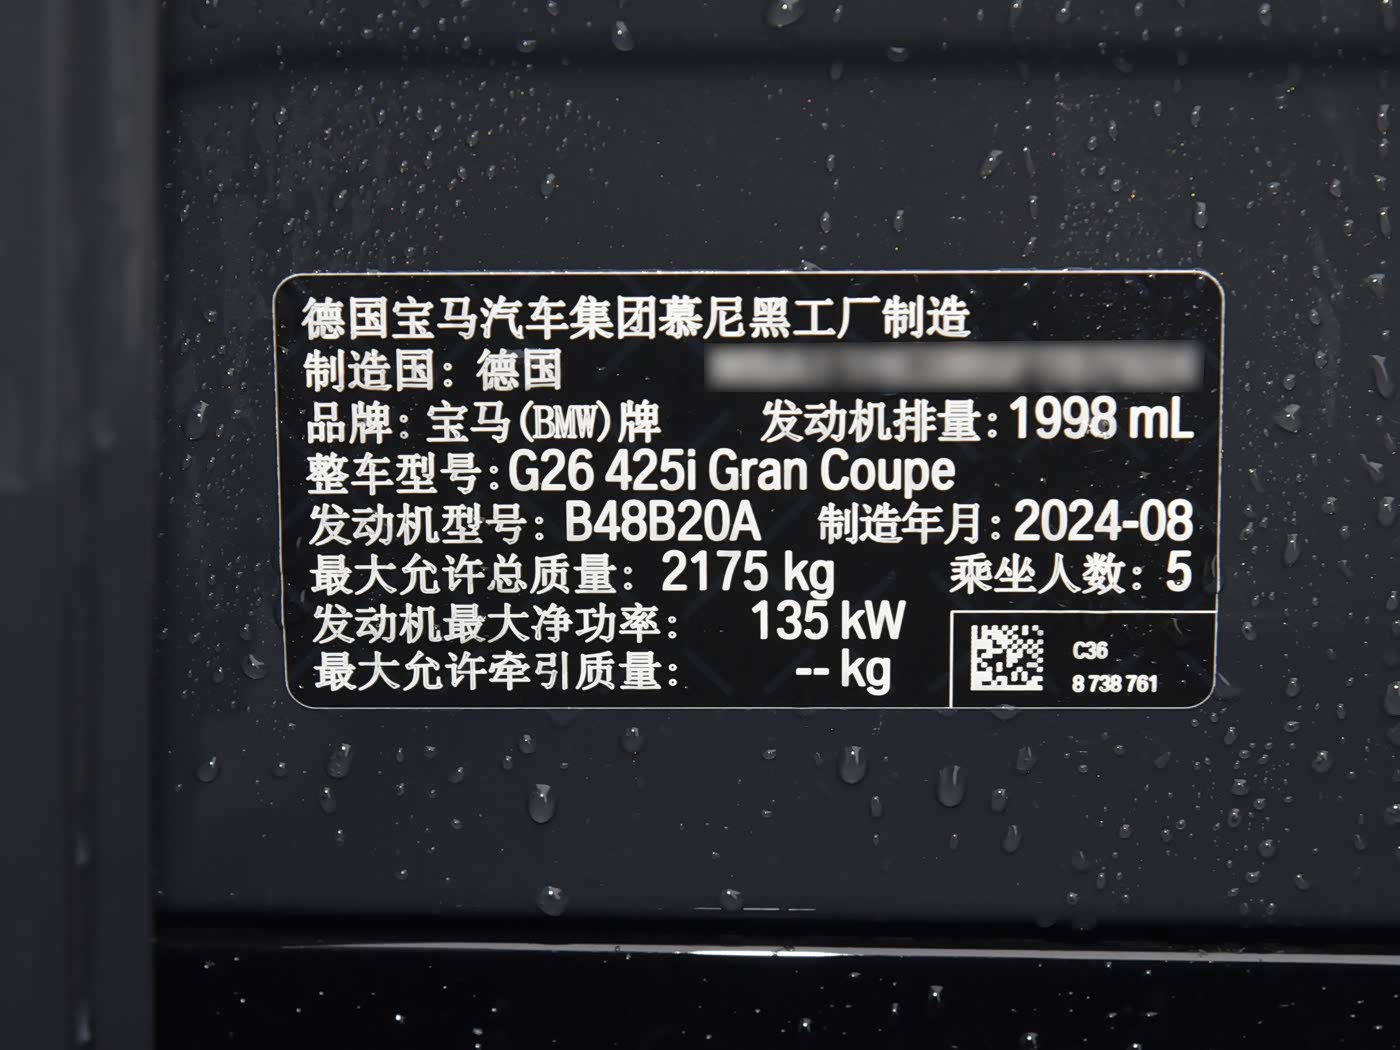 德国宝马汽车集团慕尼黑工厂制造
制造国：德国
品牌：宝马(BMW)牌 发动机排量：1998 mL
整车型号：G26 425i Gran Coupe
发动机型号：B48B20A 制造年月：2024-08
最大允许总质量：2175 kg 乘坐人数：5
发动机最大净功率：135 kW
最大允许牵引质量：-- kg
C36
8 738 761